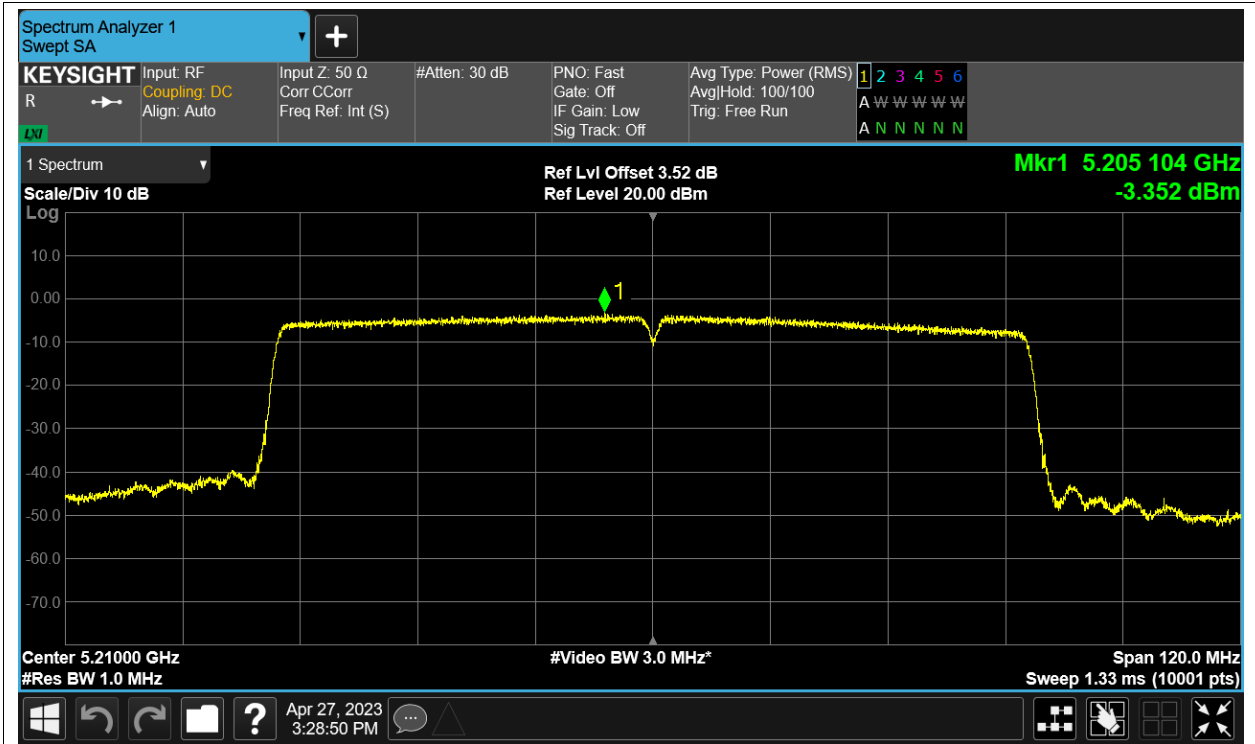 Spectrum Analyzer 1
Swept SA
KEYSIGHT
R
LXI
Input: RF
Coupling: DC
Align: Auto
Input Z: 50 Ω
Corr CCorr
Freq Ref: Int (S)
#Atten: 30 dB
PNO: Fast
Gate: Off
IF Gain: Low
Sig Track: Off
Avg Type: Power (RMS)
Avg|Hold: 100/100
Trig: Free Run
1 2 3 4 5 6
A W W W W W
A N N N N N
1 Spectrum
Scale/Div 10 dB
Log
Ref Lvl Offset 3.52 dB
Ref Level 20.00 dBm
Mkr1 5.205 104 GHz
-3.352 dBm
1
10.0
0.00
-10.0
-20.0
-30.0
-40.0
-50.0
-60.0
-70.0
Center 5.21000 GHz
#Video BW 3.0 MHz*
Span 120.0 MHz
#Res BW 1.0 MHz
Sweep 1.33 ms (10001 pts)
?
Apr 27, 2023
3:28:50 PM